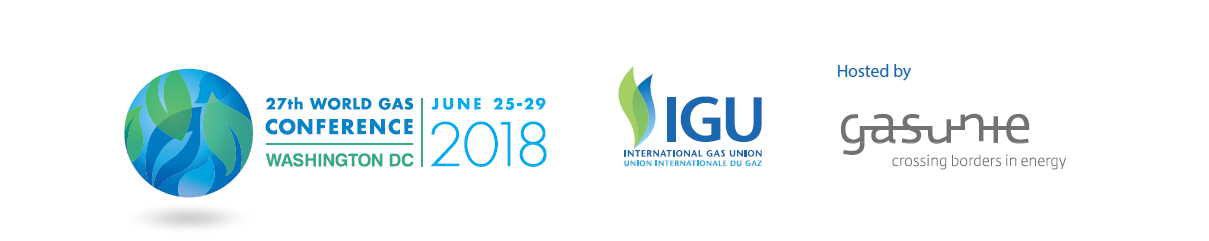 27th WORLD GAS
CONFERENCE
WASHINGTON DC
JUNE 25-29
2018
IGU
INTERNATIONAL GAS UNION
UNION INTERNATIONALE DU GAZ
Hosted by
gasunie
crossing borders in energy